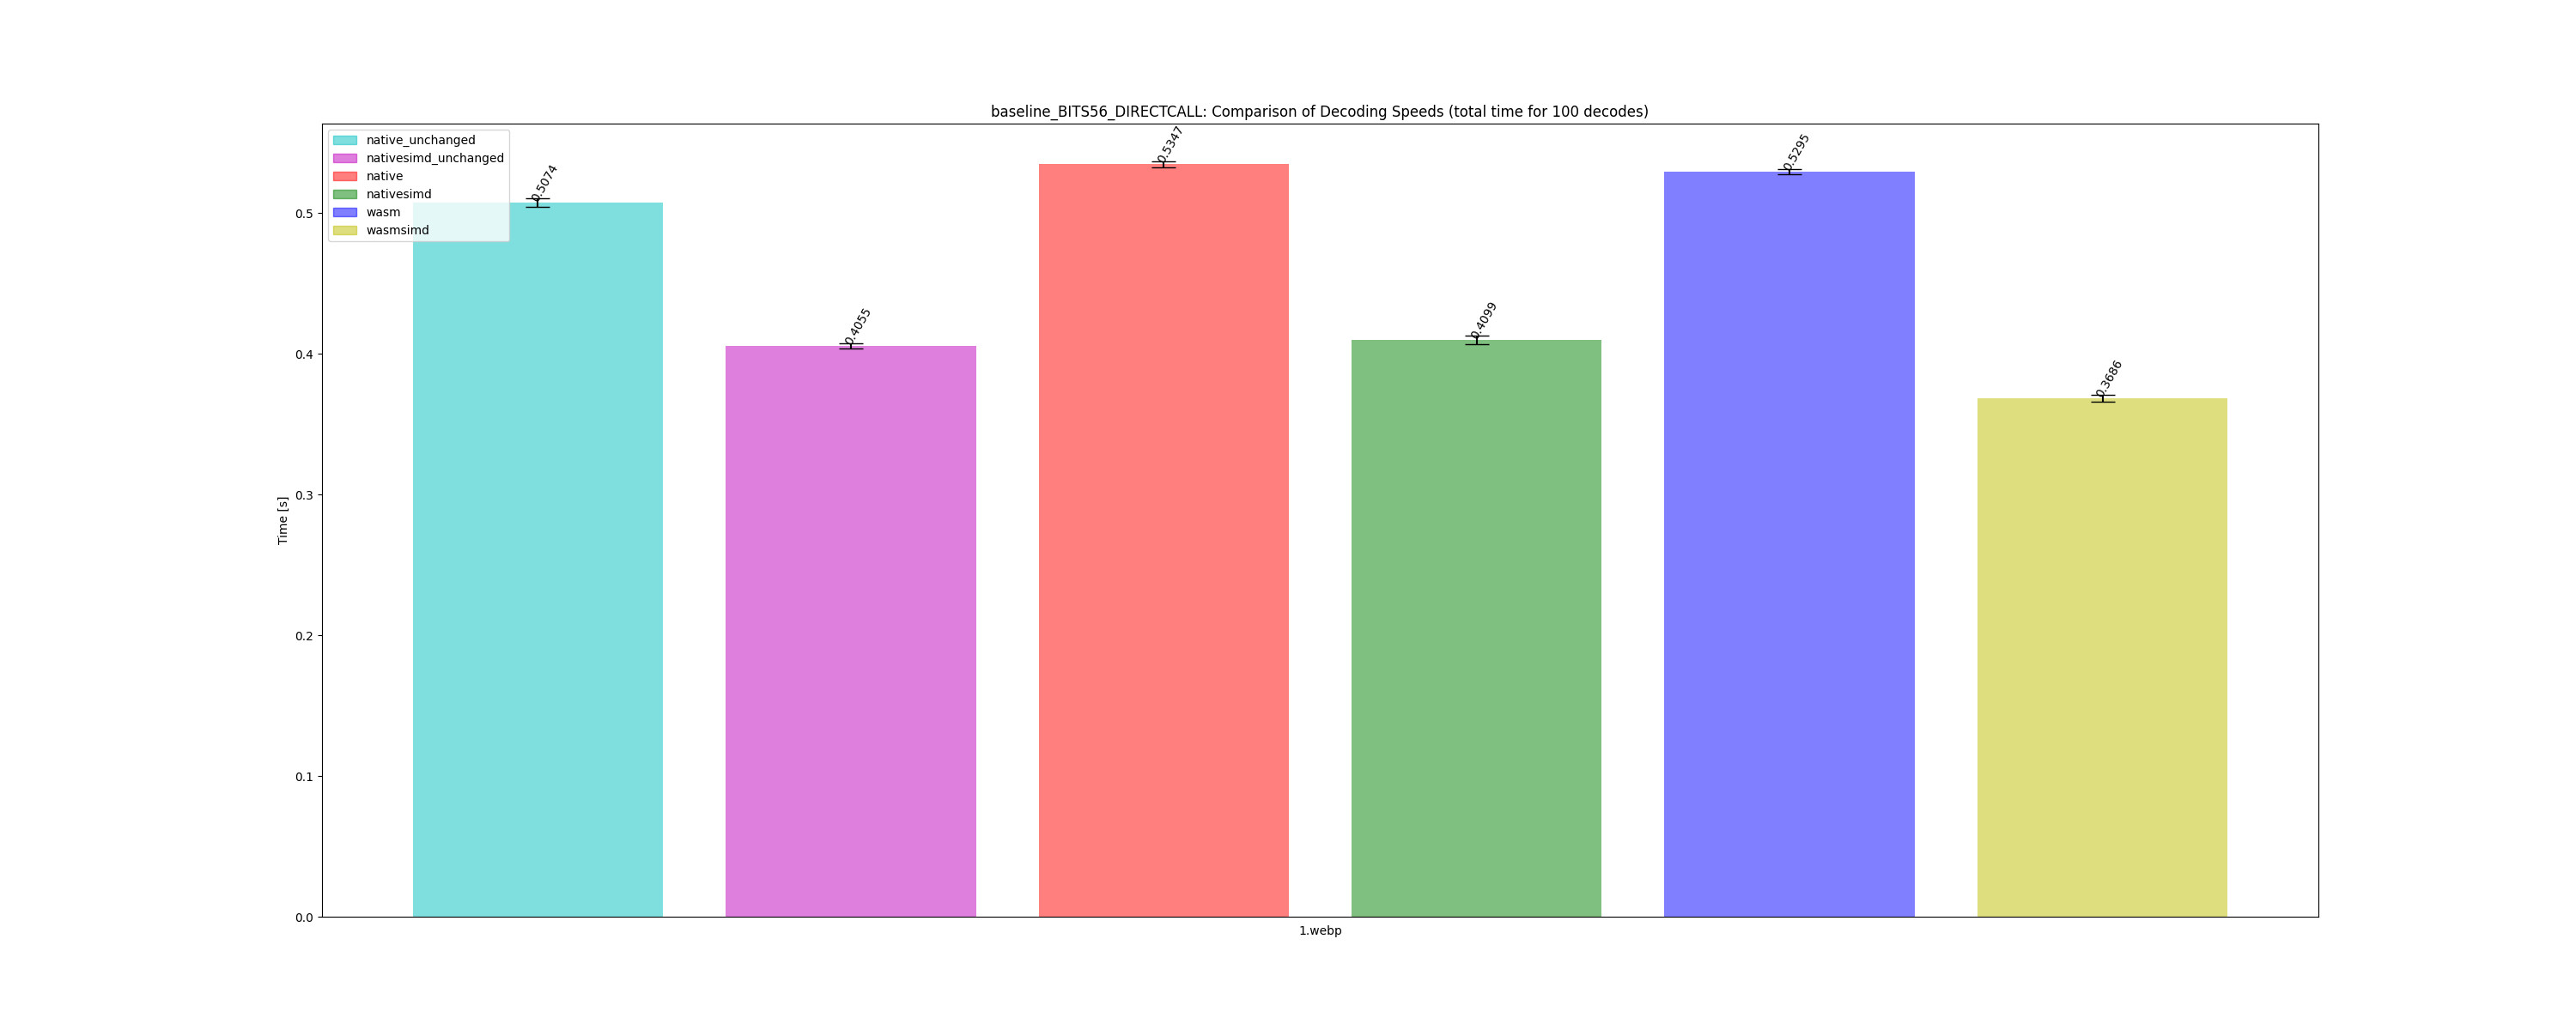 baseline_BITS56_DIRECTCALL: Comparison of Decoding Speeds (total time for 100 decodes)
native_unchanged
nativesimd_unchanged
native
nativesimd
wasm
wasmsimd
0.5074
0.4055
0.5347
0.4099
0.5295
0.3686
Time [s]
0.5
0.4
0.3
0.2
0.1
0.0
1.webp